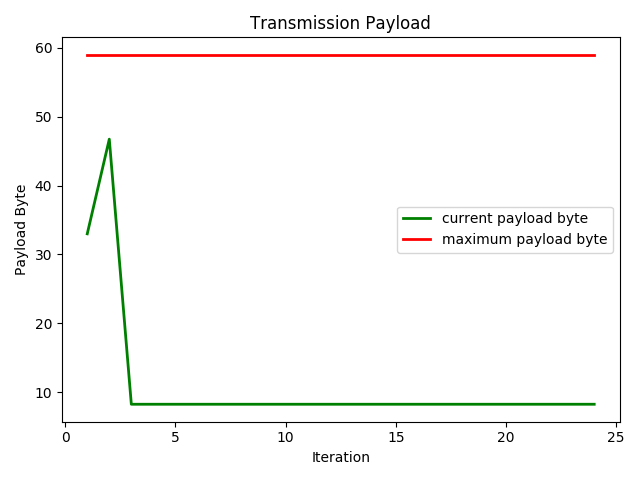 Transmission Payload
60
50
40
30
20
10
Payload Byte
current payload byte
maximum payload byte
0 5 10 15 20 25
Iteration